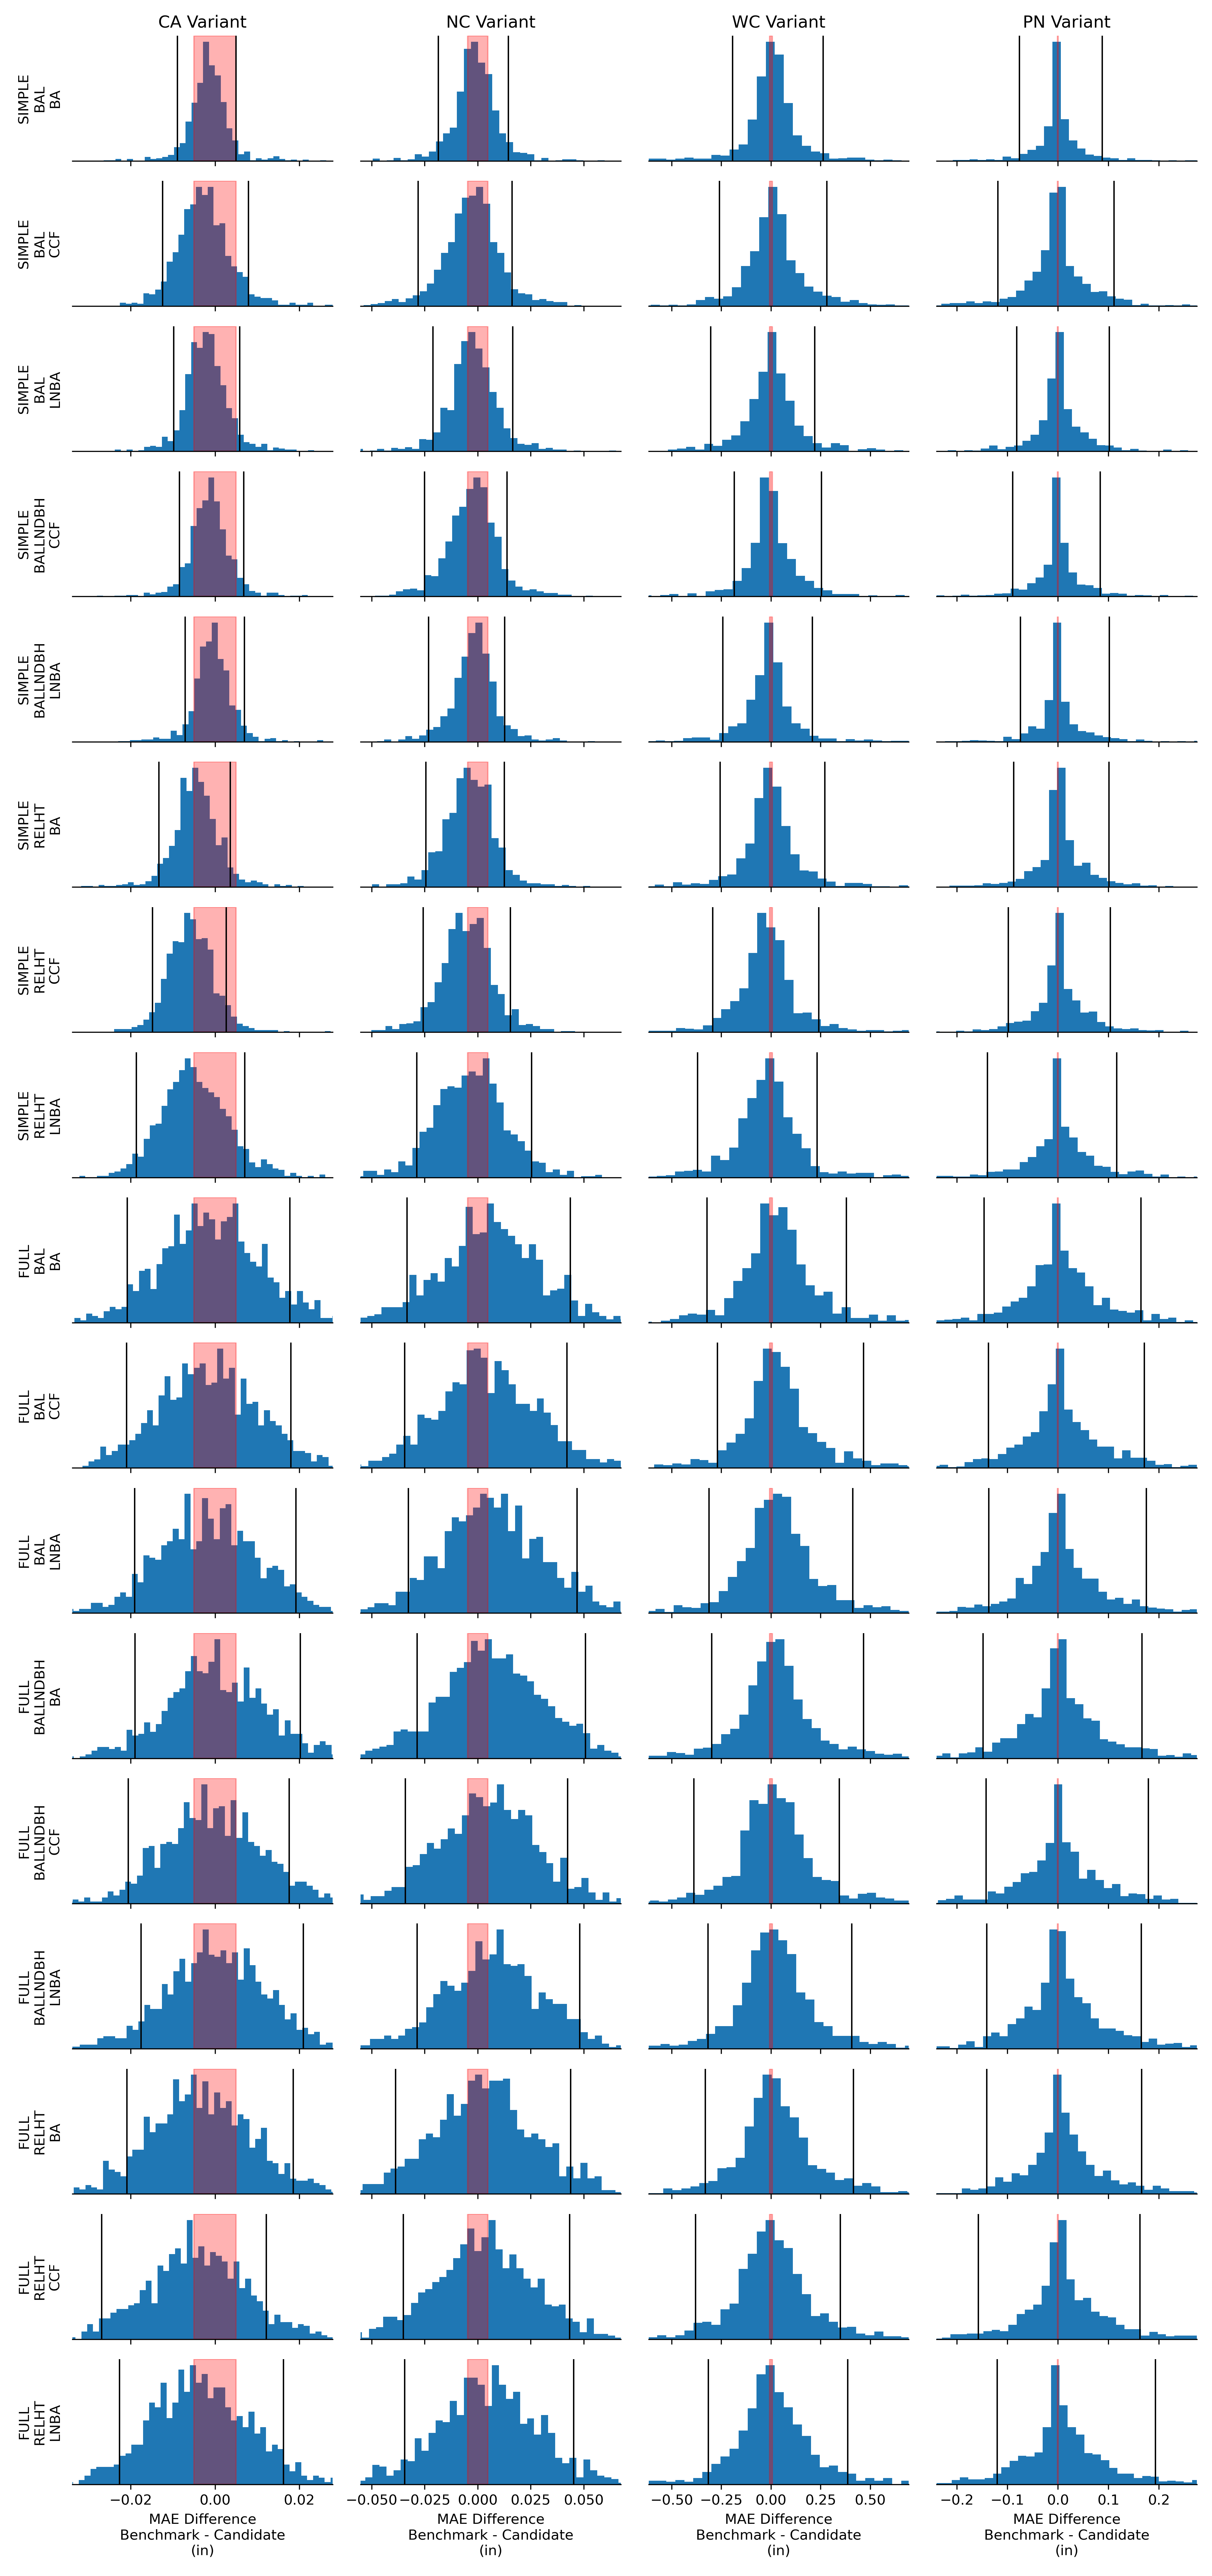 CA Variant
NC Variant
WC Variant
PN Variant
SIMPLE
BAL
BA
SIMPLE
BAL
CCF
SIMPLE
BAL
LNBA
SIMPLE
BALLNDBH
CCF
SIMPLE
BALLNDBH
LNBA
SIMPLE
RELHT
BA
SIMPLE
RELHT
CCF
SIMPLE
RELHT
LNBA
FULL
BAL
BA
FULL
BAL
CCF
FULL
BAL
LNBA
FULL
BALLNDBH
BA
FULL
BALLNDBH
CCF
FULL
BALLNDBH
LNBA
FULL
RELHT
BA
FULL
RELHT
CCF
FULL
RELHT
LNBA
−0.02 0.00 0.02
MAE Difference
Benchmark - Candidate
(in)
−0.050 −0.025 0.000 0.025 0.050
MAE Difference
Benchmark - Candidate
(in)
−0.50 −0.25 0.00 0.25 0.50
MAE Difference
Benchmark - Candidate
(in)
−0.2 −0.1 0.0 0.1 0.2
MAE Difference
Benchmark - Candidate
(in)